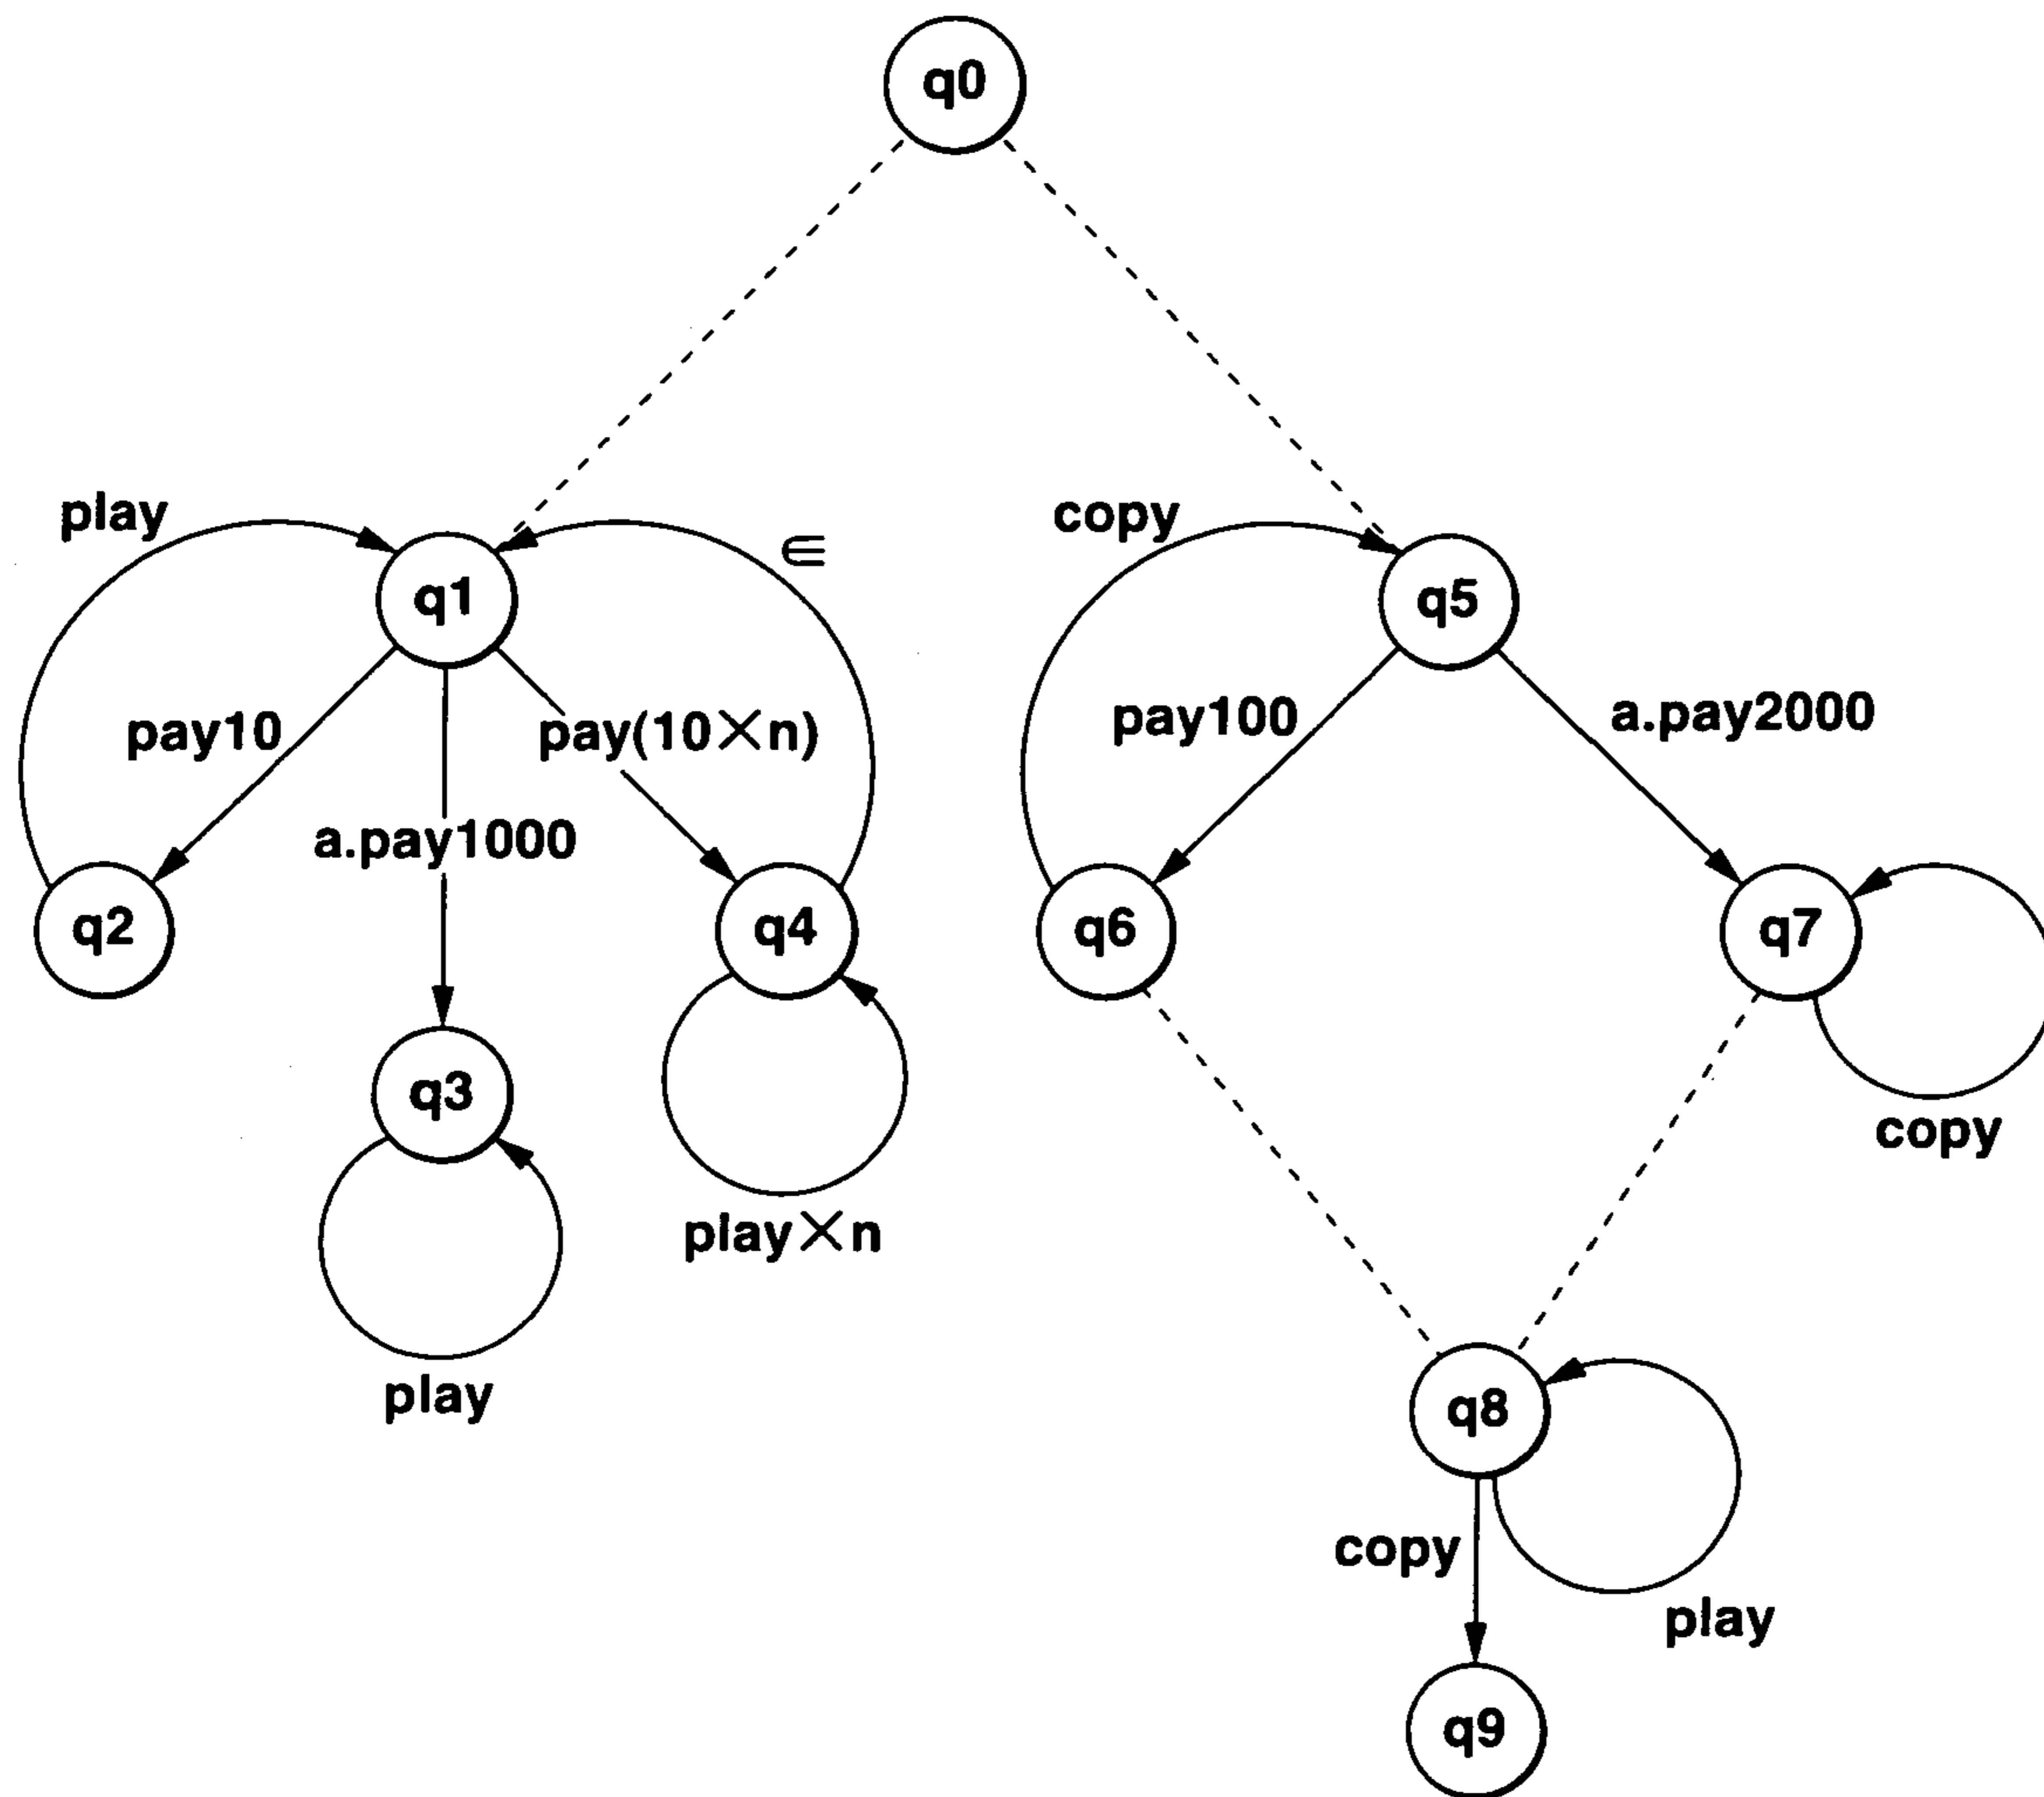 q0
play
∈
copy
q1
q5
pay10
pay(10×n)
pay100
a.pay2000
a.pay1000
q2
q4
q6
q7
q3
copy
play×n
play
q8
copy
play
q9